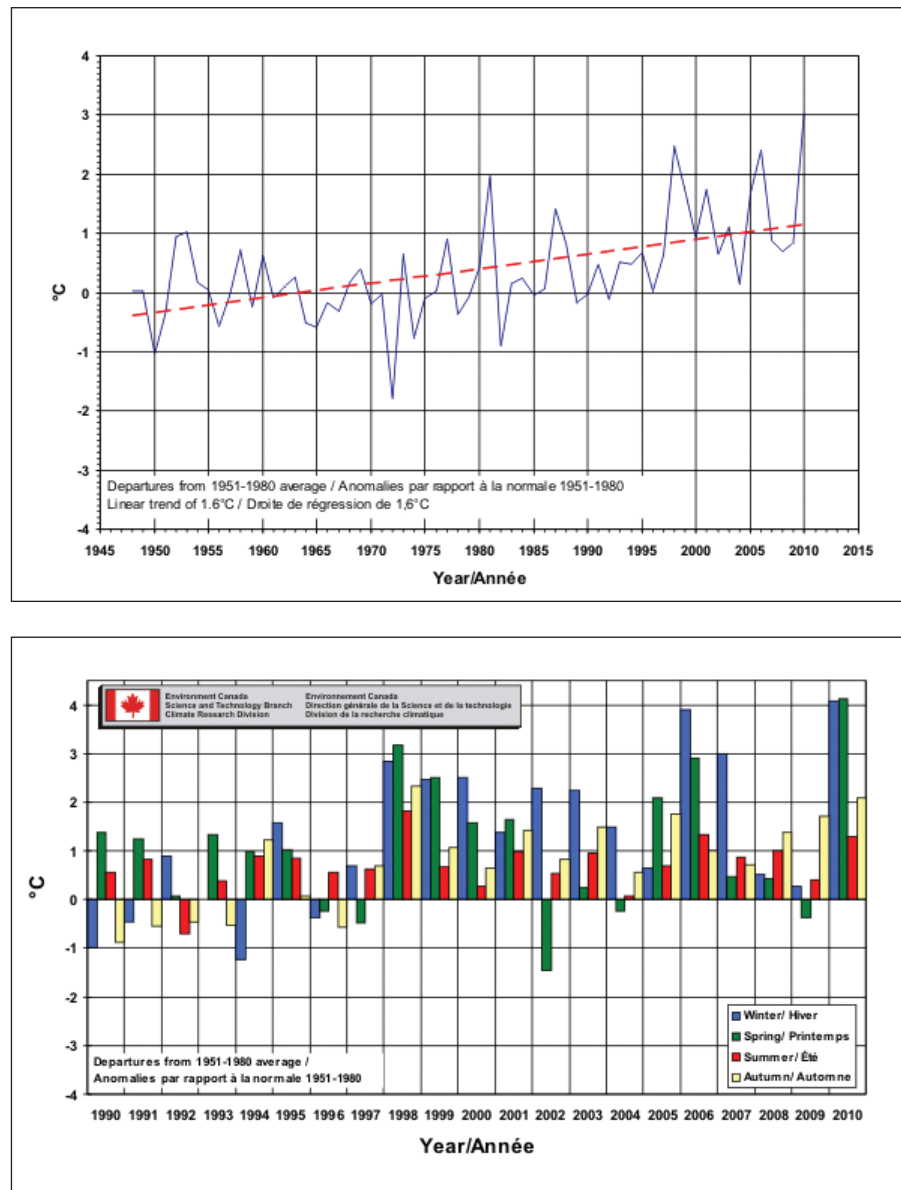 4
3
2
1
0
-1
-2
-3
-4
°C
Departures from 1951-1980 average / Anomalies par rapport à la normale 1951-1980
Linear trend of 1.6°C / Droite de régression de 1,6°C
1945 1950 1955 1960 1965 1970 1975 1980 1985 1990 1995 2000 2005 2010 2015
Year/Année
Environment Canada Environnement Canada
Science and Technology Branch Direction générale de la Science et de la technologie
Climate Research Division Division de la recherche climatique
4
3
2
1
0
-1
-2
-3
-4
°C
Winter/ Hiver
Spring/ Printemps
Summer/ Été
Autumn/ Automne
Departures from 1951-1980 average /
Anomalies par rapport à la normale 1951-1980
1990 1991 1992 1993 1994 1995 1996 1997 1998 1999 2000 2001 2002 2003 2004 2005 2006 2007 2008 2009 2010
Year/Année